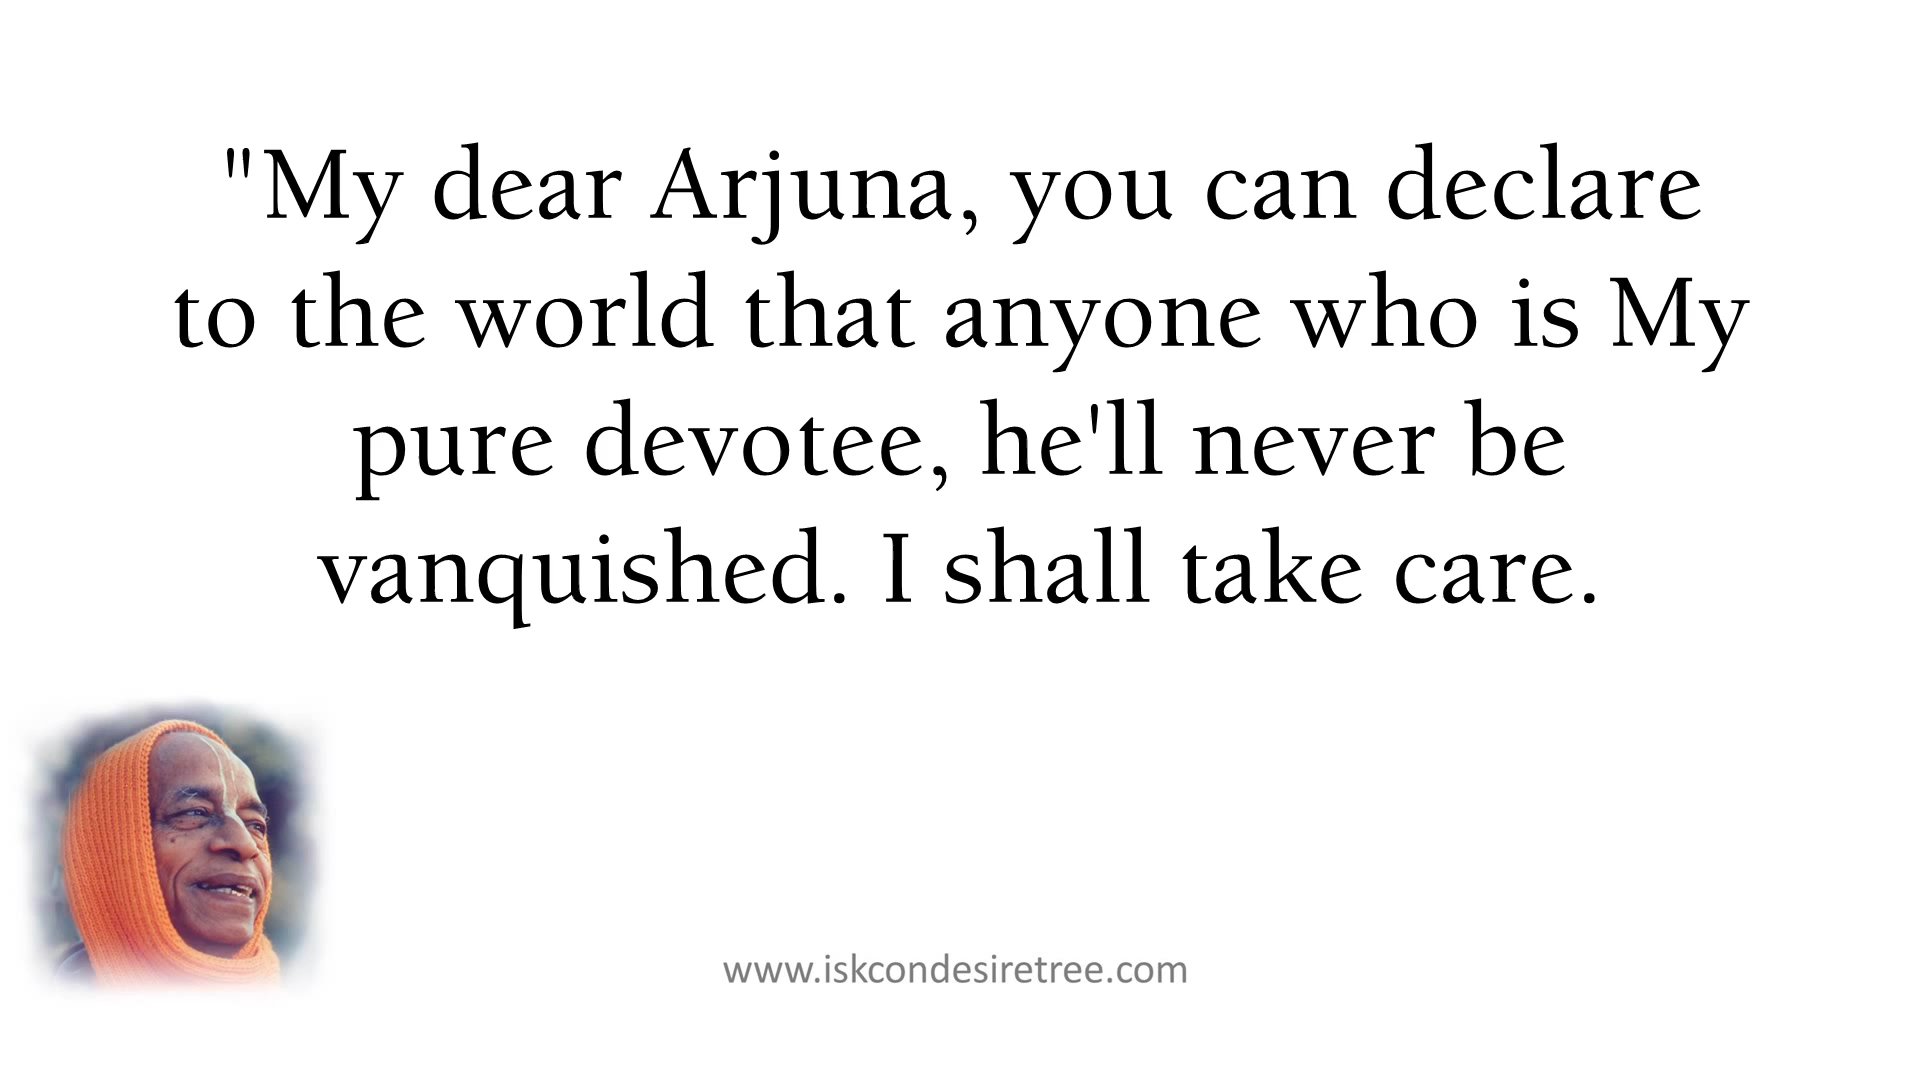 "My dear Arjuna, you can declare
to the world that anyone who is My
pure devotee, he'll never be
vanquished. I shall take care.
www.iskcondesiretree.com